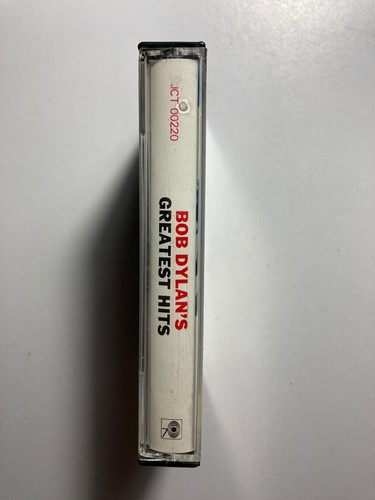 JCT 00220
BOB DYLAN'S
GREATEST HITS